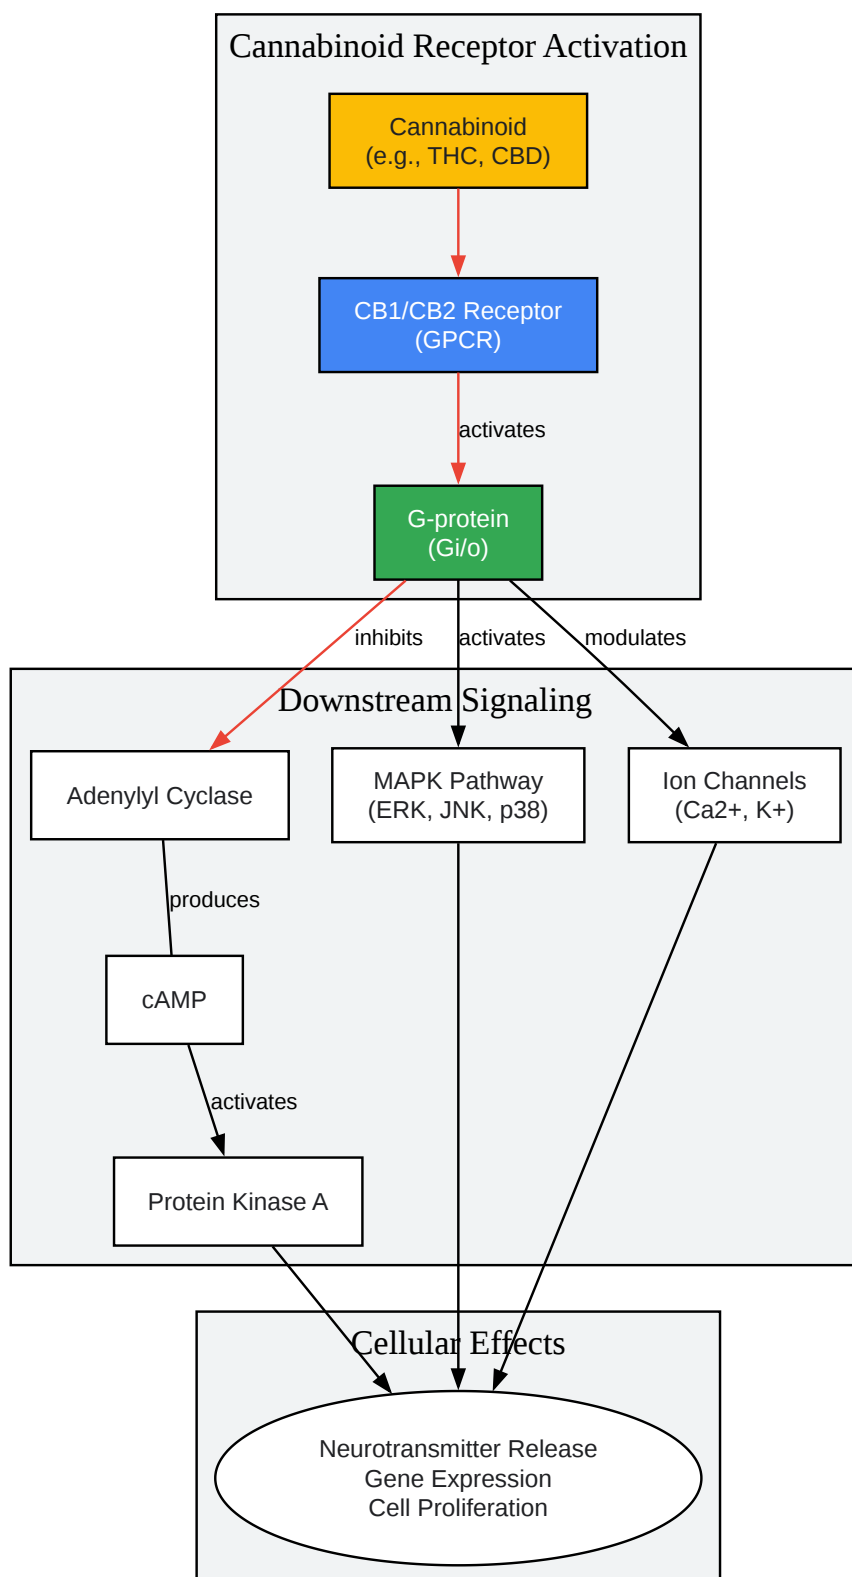 Cannabinoid Receptor Activation
Cannabinoid
(e.g., THC, CBD)
CB1/CB2 Receptor
(GPCR)
activates
G-protein
(Gi/o)
inhibits
activates
modulates
Downstream Signaling
Adenylyl Cyclase
MAPK Pathway
(ERK, JNK, p38)
Ion Channels
(Ca2+, K+)
produces
cAMP
activates
Protein Kinase A
Cellular Effects
Neurotransmitter Release
Gene Expression
Cell Proliferation